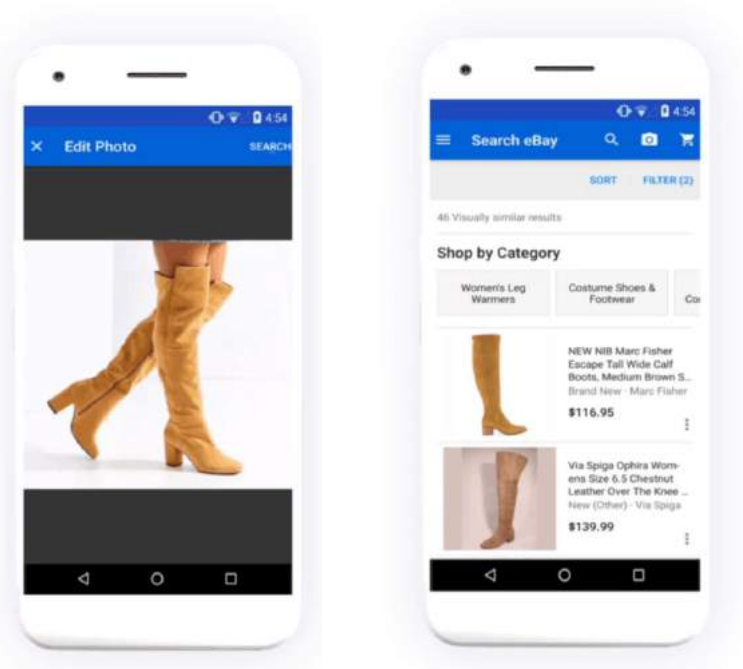 4:54
Edit Photo
SEARCH
4:54
Search eBay
SORT
FILTER (2)
46 Visually similar results
Shop by Category
Women's Leg
Warmers
Costume Shoes &
Footwear
Co
NEW NIB Marc Fisher
Escape Tall Wide Calf
Boots, Medium Brown S...
Brand New · Marc Fisher
$116.95
Via Spiga Ophira Wom-
ens Size 6.5 Chestnut
Leather Over The Knee ...
New (Other) · Via Spiga
$139.99